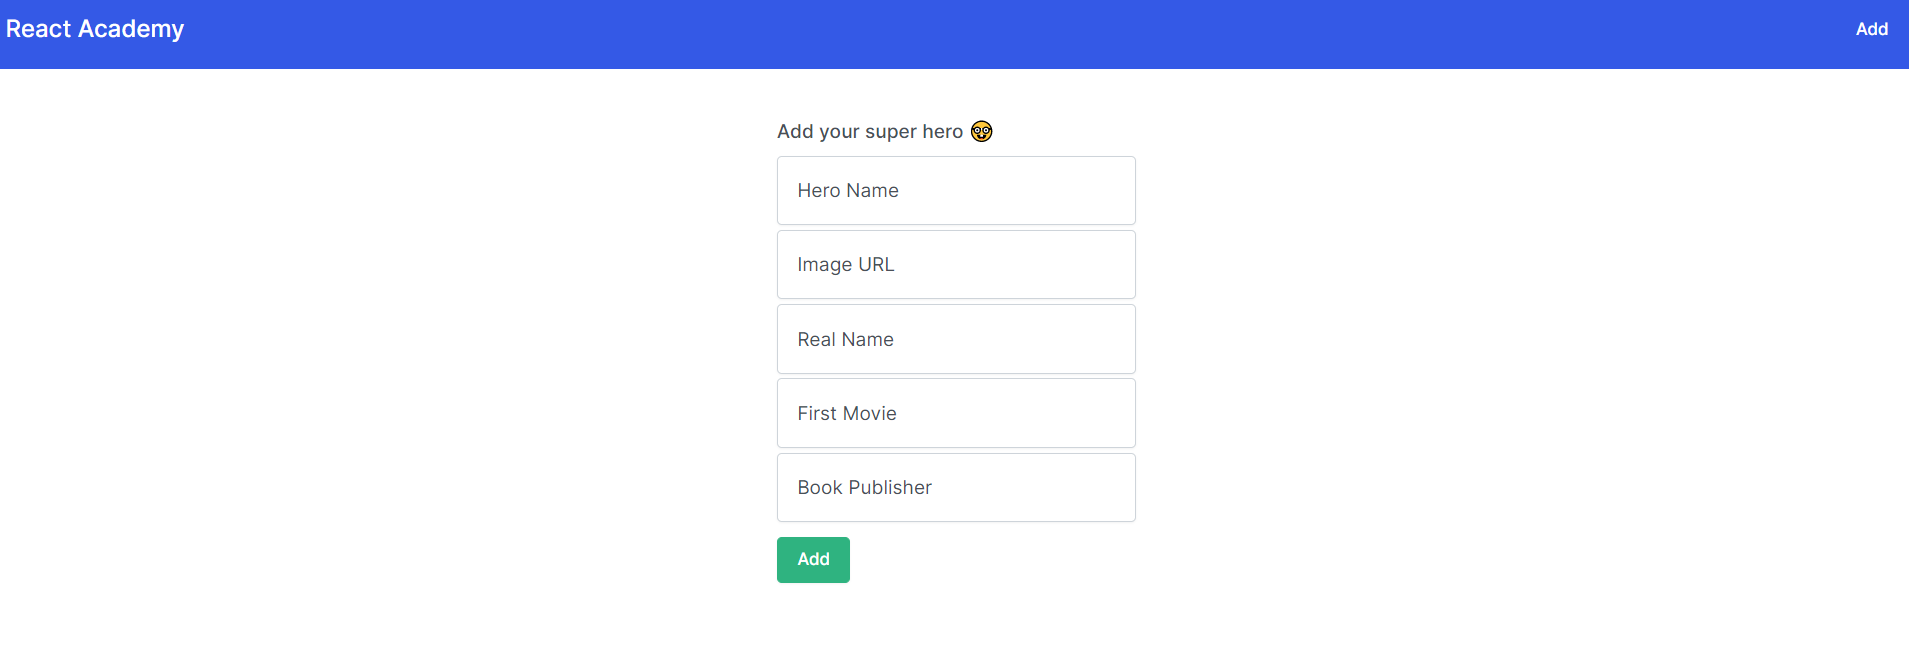 React Academy
Add
Add your super hero 🤓
Hero Name
Image URL
Real Name
First Movie
Book Publisher
Add